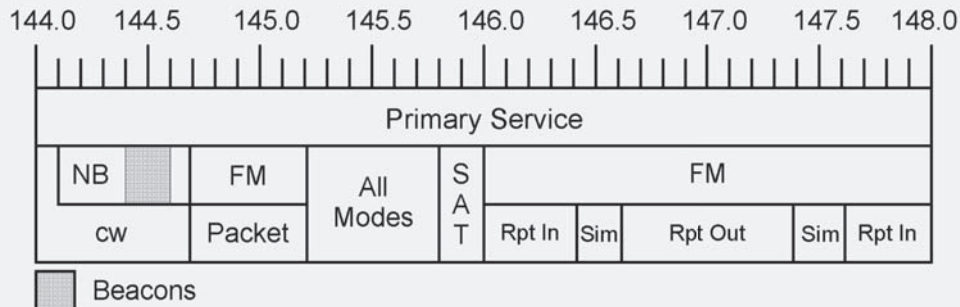 144.0 144.5 145.0 145.5 146.0 146.5 147.0 147.5 148.0
Primary Service
NB FM All Modes SAT FM
cw Packet Rpt In Sim Rpt Out Sim Rpt In
Beacons